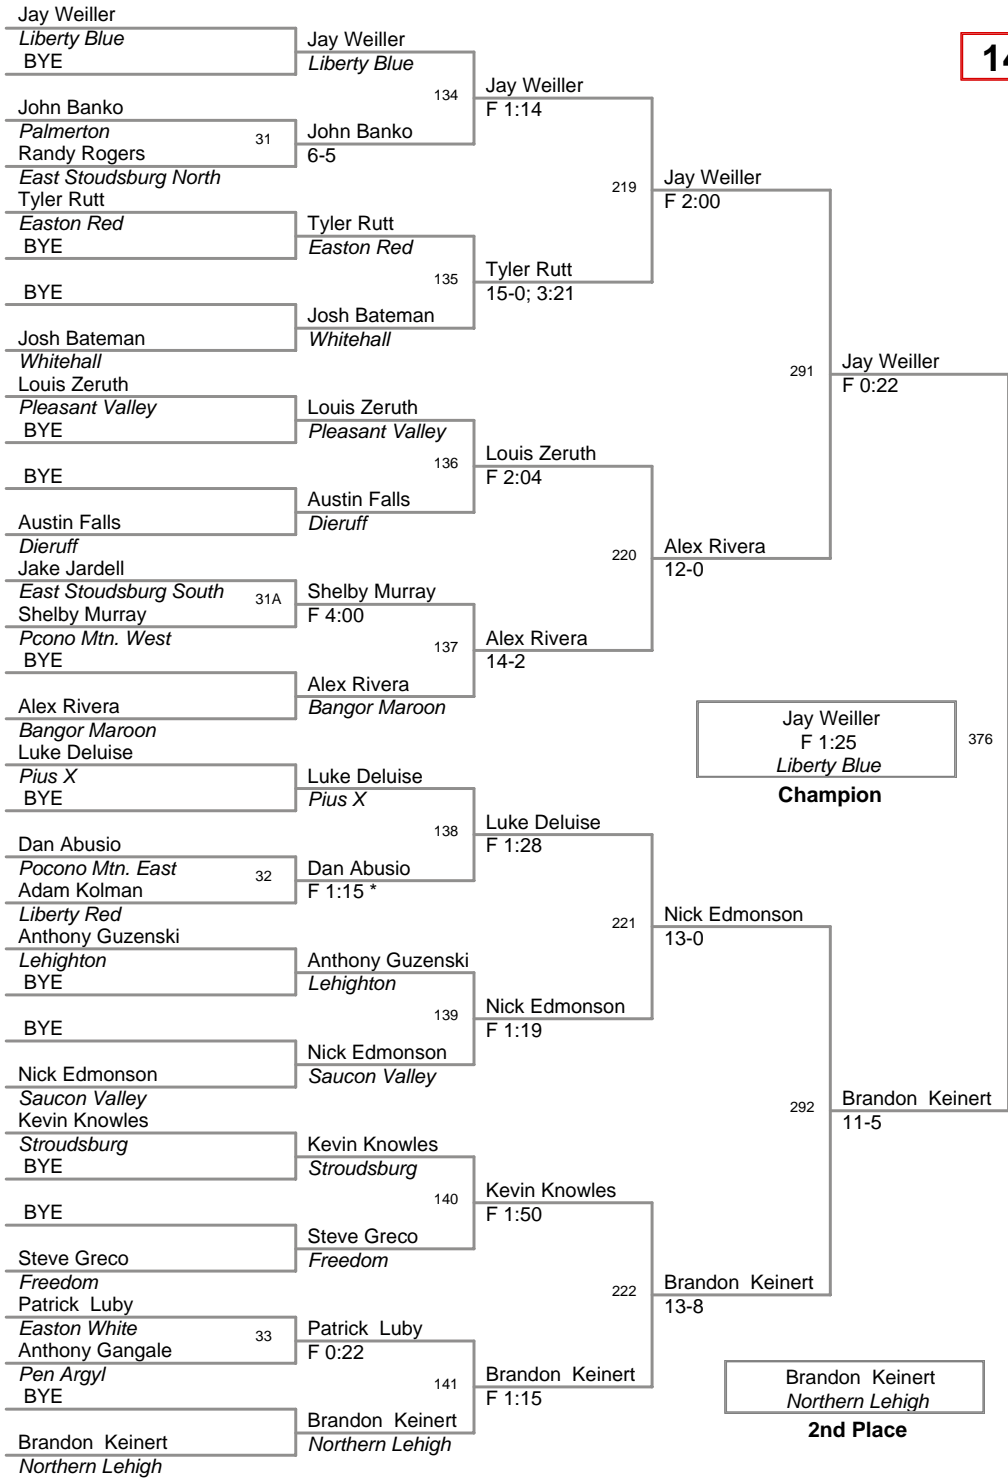 Jay Weiller
Liberty Blue
BYE
John Banko
Palmerton
31
Randy Rogers
East Stoudsburg North
Tyler Rutt
Easton Red
BYE
BYE
Josh Bateman
Whitehall
Louis Zeruth
Pleasant Valley
BYE
BYE
Austin Falls
Dieruff
Jake Jardell
East Stoudsburg South
31A
Shelby Murray
Pcono Mtn. West
BYE
Alex Rivera
Bangor Maroon
Luke Deluise
Pius X
BYE
Dan Abusio
Pocono Mtn. East
32
Adam Kolman
Liberty Red
Anthony Guzenski
Lehighton
BYE
BYE
Nick Edmonson
Saucon Valley
Kevin Knowles
Stroudsburg
BYE
BYE
Steve Greco
Freedom
Patrick Luby
Easton White
33
Anthony Gangale
Pen Argyl
BYE
Brandon Keinert
Northern Lehigh
Jay Weiller
Liberty Blue
134
John Banko
6-5
Tyler Rutt
Easton Red
135
Josh Bateman
Whitehall
Louis Zeruth
Pleasant Valley
136
Austin Falls
Dieruff
Shelby Murray
F 4:00
137
Alex Rivera
Bangor Maroon
Luke Deluise
Pius X
138
Dan Abusio
F 1:15 *
Anthony Guzenski
Lehighton
139
Nick Edmonson
Saucon Valley
Kevin Knowles
Stroudsburg
140
Steve Greco
Freedom
Patrick Luby
F 0:22
141
Brandon Keinert
Northern Lehigh
Jay Weiller
F 1:14
219
Tyler Rutt
15-0; 3:21
Louis Zeruth
F 2:04
220
Alex Rivera
14-2
Luke Deluise
F 1:28
221
Nick Edmonson
F 1:19
Kevin Knowles
F 1:50
222
Brandon Keinert
F 1:15
Jay Weiller
F 2:00
291
Alex Rivera
12-0
Nick Edmonson
13-0
292
Brandon Keinert
13-8
14
Jay Weiller
F 0:22
Jay Weiller
F 1:25
Liberty Blue
376
Champion
Brandon Keinert
11-5
Brandon Keinert
Northern Lehigh
2nd Place